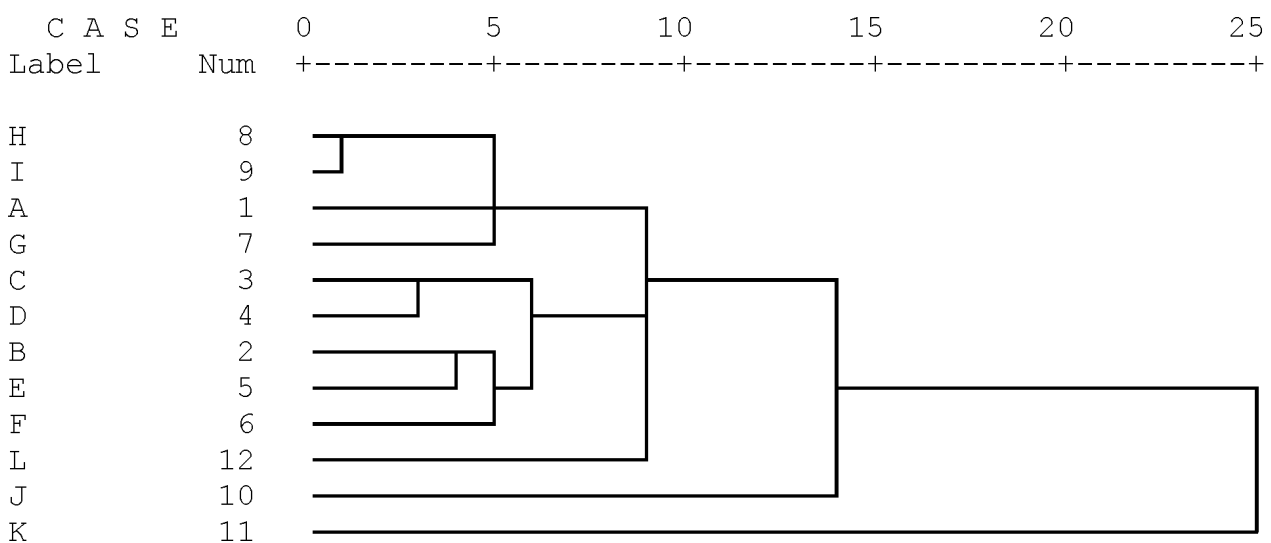 C A S E 0 5 10 15 20 25
Label Num +---------+---------+---------+---------+---------+
H 8
I 9
A 1
G 7
C 3
D 4
B 2
E 5
F 6
L 12
J 10
K 11